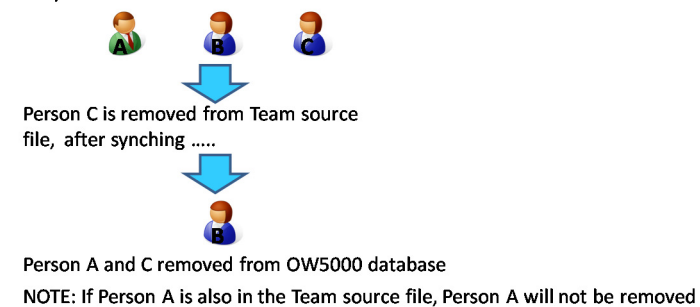 A B C
Person C is removed from Team source
file, after synching .....
B
Person A and C removed from OW5000 database
NOTE: If Person A is also in the Team source file, Person A will not be removed